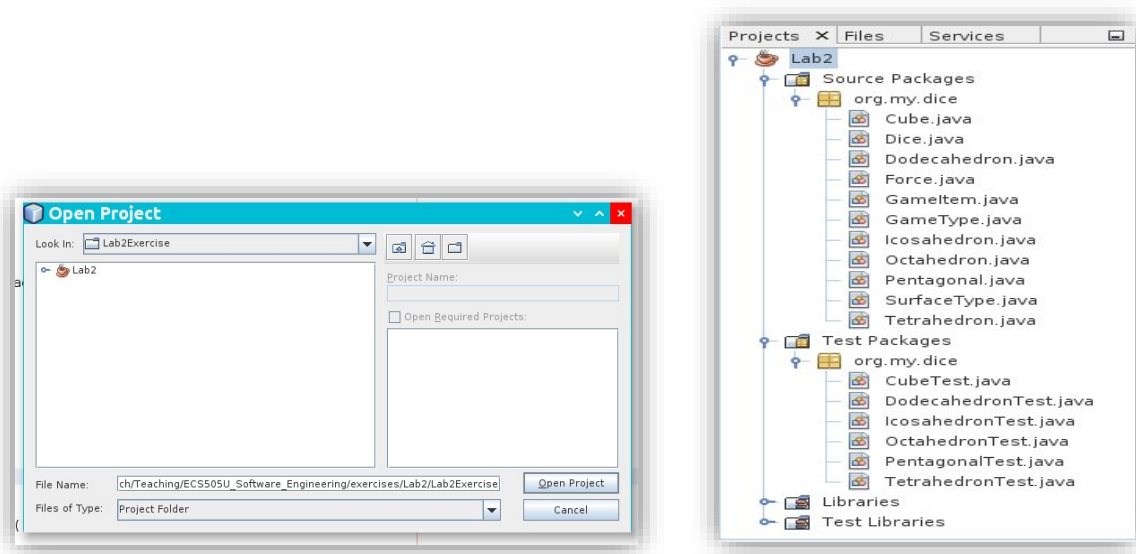 Open Project
Look In: Lab2Exercise
Lab2
Project Name:
Open Required Projects:
File Name: ch/Teaching/ECS505U_Software_Engineering/exercises/Lab2/Lab2Exercise Open Project
Files of Type: Project Folder Cancel
Projects Files Services
Lab2
Source Packages
org.my.dice
Cube.java
Dice.java
Dodecahedron.java
Force.java
GameItem.java
GameType.java
Icosahedron.java
Octahedron.java
Pentagonal.java
SurfaceType.java
Tetrahedron.java
Test Packages
org.my.dice
CubeTest.java
DodecahedronTest.java
IcosahedronTest.java
OctahedronTest.java
PentagonalTest.java
TetrahedronTest.java
Libraries
Test Libraries